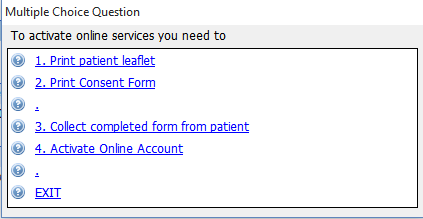 Multiple Choice Question
To activate online services you need to
1. Print patient leaflet
2. Print Consent Form
.
3. Collect completed form from patient
4. Activate Online Account
.
EXIT